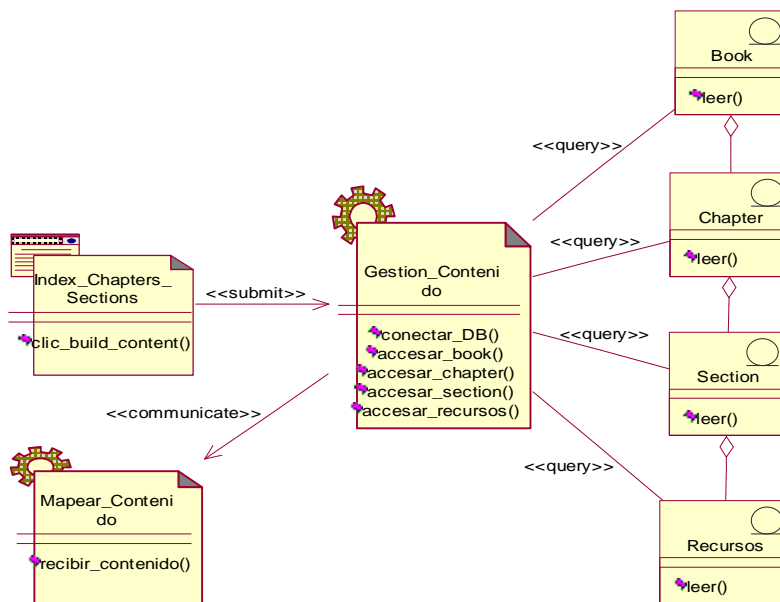 Book
leer()
<<query>>
Chapter
leer()
<<query>>
Index_Chapters_
Sections
clic_build_content()
<<submit>>
Gestion_Conteni
do
conectar_DB()
accesar_book()
accesar_chapter()
accesar_section()
accesar_recursos()
<<query>>
Section
leer()
<<communicate>>
<<query>>
Mapear_Conteni
do
recibir_contenido()
Recursos
leer()